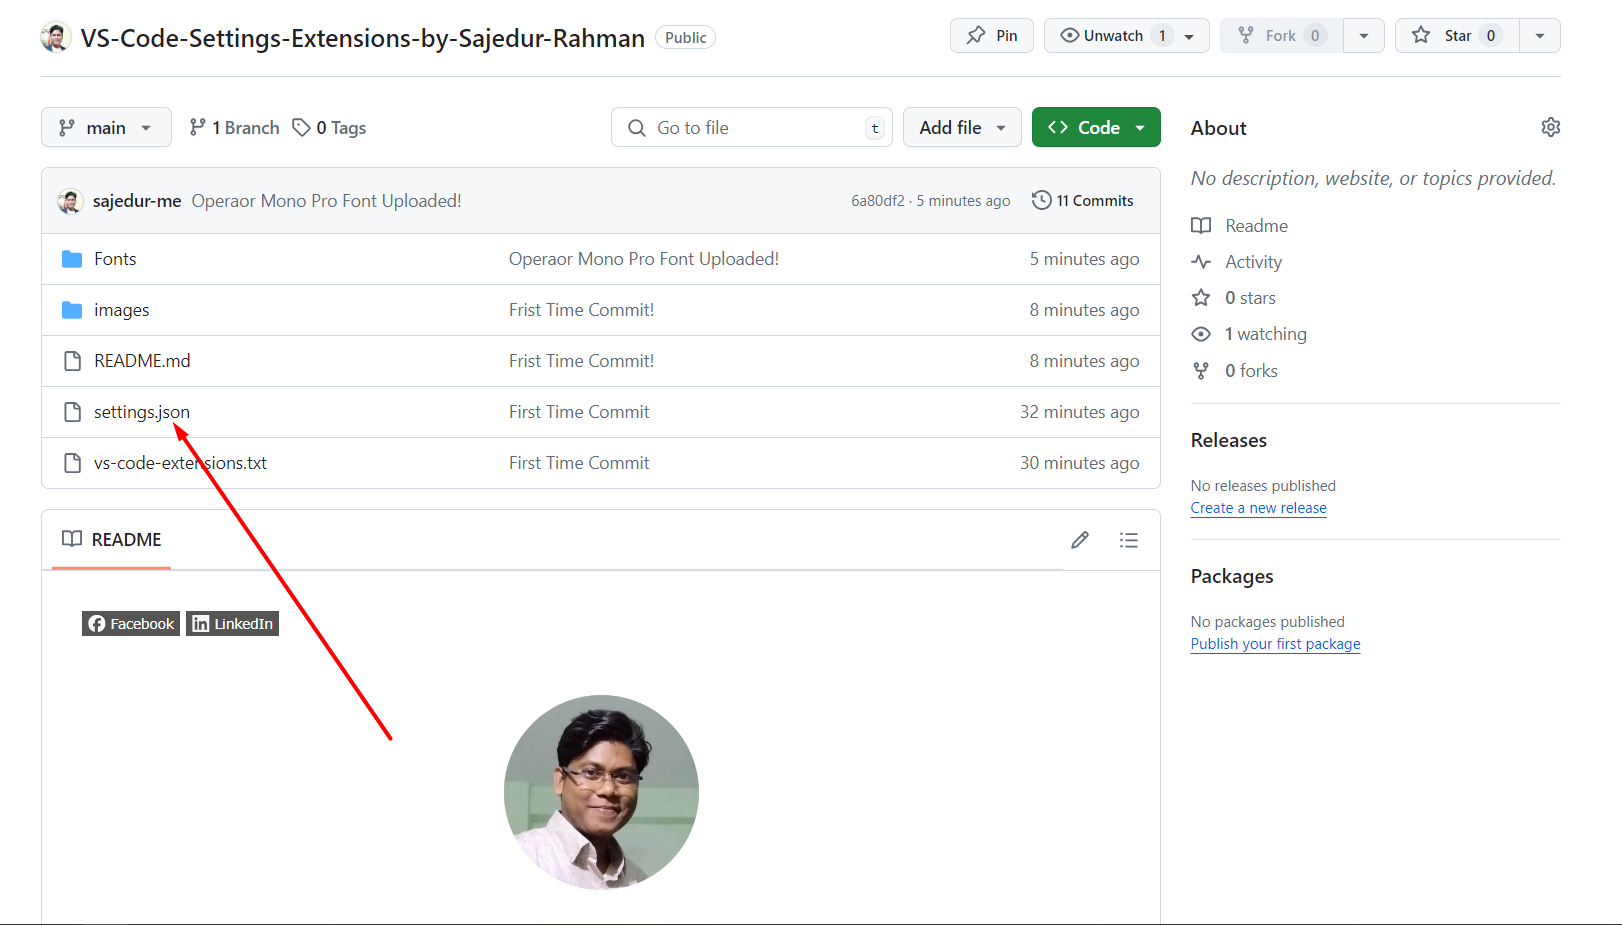 VS-Code-Settings-Extensions-by-Sajedur-Rahman Public
Pin Unwatch 1 Fork 0 Star 0
main 1 Branch 0 Tags Go to file t Add file Code
sajedur-me Operaor Mono Pro Font Uploaded! 6a80df2 · 5 minutes ago 11 Commits
Fonts Operaor Mono Pro Font Uploaded! 5 minutes ago
images Frist Time Commit! 8 minutes ago
README.md Frist Time Commit! 8 minutes ago
settings.json First Time Commit 32 minutes ago
vs-code-extensions.txt First Time Commit 30 minutes ago
README
Facebook LinkedIn
About
No description, website, or topics provided.
Readme
Activity
0 stars
1 watching
0 forks
Releases
No releases published
Create a new release
Packages
No packages published
Publish your first package